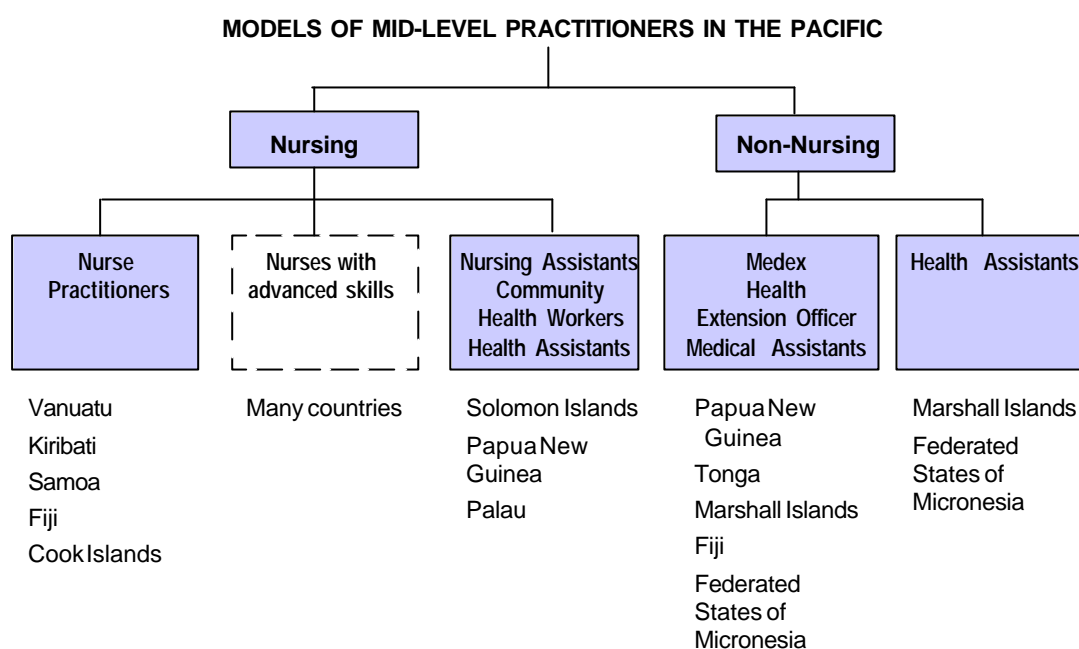 MODELS OF MID-LEVEL PRACTITIONERS IN THE PACIFIC
Nursing
Non-Nursing
Nurse
Practitioners
Nurses with
advanced skills
Nursing Assistants
Community
Health Workers
Health Assistants
Medex
Health
Extension Officer
Medical Assistants
Health Assistants
Vanuatu
Kiribati
Samoa
Fiji
Cook Islands
Many countries
Solomon Islands
Papua New
Guinea
Palau
Papua New
Guinea
Tonga
Marshall Islands
Fiji
Federated
States of
Micronesia
Marshall Islands
Federated
States of
Micronesia